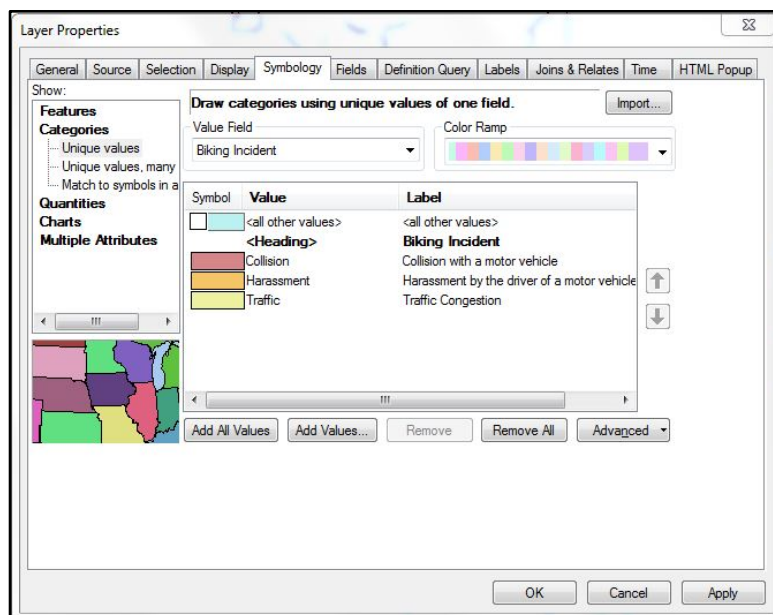 Layer Properties
General Source Selection Display Symbology Fields Definition Query Labels Joins & Relates Time HTML Popup
Show:
Features
Categories
Unique values
Unique values, many
Match to symbols in a
Quantities
Charts
Multiple Attributes
Draw categories using unique values of one field.
Import...
Value Field
Biking Incident
Color Ramp
Symbol Value Label
<all other values> <all other values>
<Heading> Biking Incident
Collision Collision with a motor vehicle
Harassment Harassment by the driver of a motor vehicle
Traffic Traffic Congestion
Add All Values Add Values... Remove Remove All Advanced
OK Cancel Apply